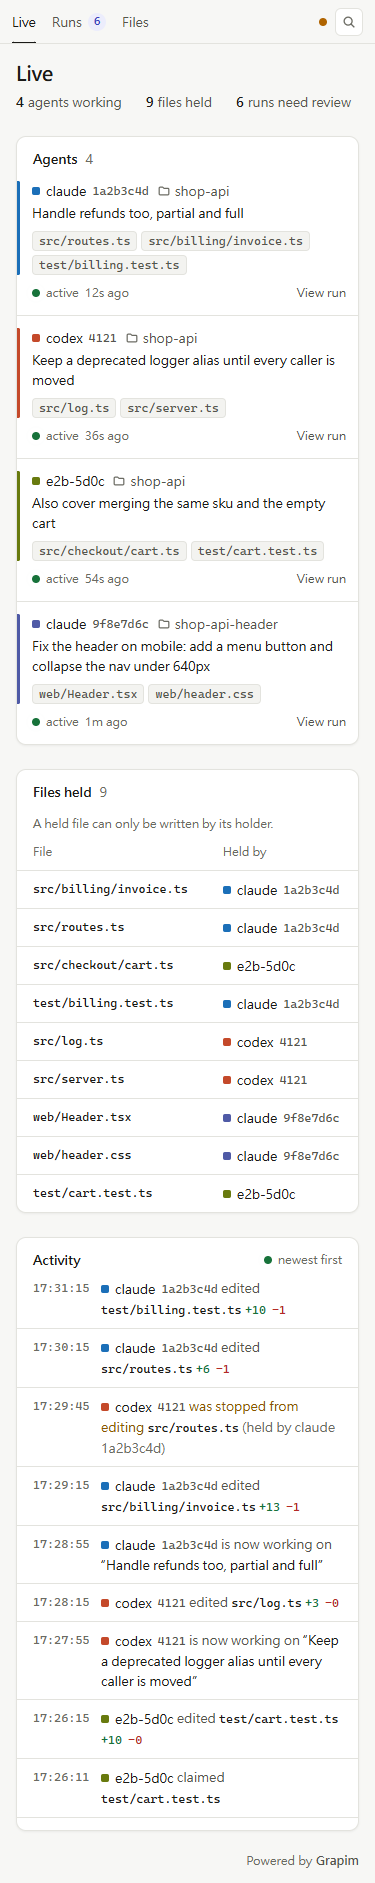 Live Runs 6 Files
Live
4 agents working 9 files held 6 runs need review
Agents 4
claude 1a2b3c4d shop-api
Handle refunds too, partial and full
src/routes.ts src/billing/invoice.ts
test/billing.test.ts
active 12s ago View run
codex 4121 shop-api
Keep a deprecated logger alias until every caller is
moved
src/log.ts src/server.ts
active 36s ago View run
e2b-5d0c shop-api
Also cover merging the same sku and the empty
cart
src/checkout/cart.ts test/cart.test.ts
active 54s ago View run
claude 9f8e7d6c shop-api-header
Fix the header on mobile: add a menu button and
collapse the nav under 640px
web/Header.tsx web/header.css
active 1m ago View run
Files held 9
A held file can only be written by its holder.
File Held by
src/billing/invoice.ts claude 1a2b3c4d
src/routes.ts claude 1a2b3c4d
src/checkout/cart.ts e2b-5d0c
test/billing.test.ts claude 1a2b3c4d
src/log.ts codex 4121
src/server.ts codex 4121
web/Header.tsx claude 9f8e7d6c
web/header.css claude 9f8e7d6c
test/cart.test.ts e2b-5d0c
Activity newest first
17:31:15 claude 1a2b3c4d edited
test/billing.test.ts +10 −1
17:30:15 claude 1a2b3c4d edited
src/routes.ts +6 −1
17:29:45 codex 4121 was stopped from
editing src/routes.ts (held by claude
1a2b3c4d)
17:29:15 claude 1a2b3c4d edited
src/billing/invoice.ts +13 −1
17:28:55 claude 1a2b3c4d is now working on
“Handle refunds too, partial and full”
17:28:15 codex 4121 edited src/log.ts +3 −0
17:27:55 codex 4121 is now working on “Keep
a deprecated logger alias until every
caller is moved”
17:26:15 e2b-5d0c edited test/cart.test.ts
+10 −0
17:26:11 e2b-5d0c claimed
test/cart.test.ts
Powered by Grapim